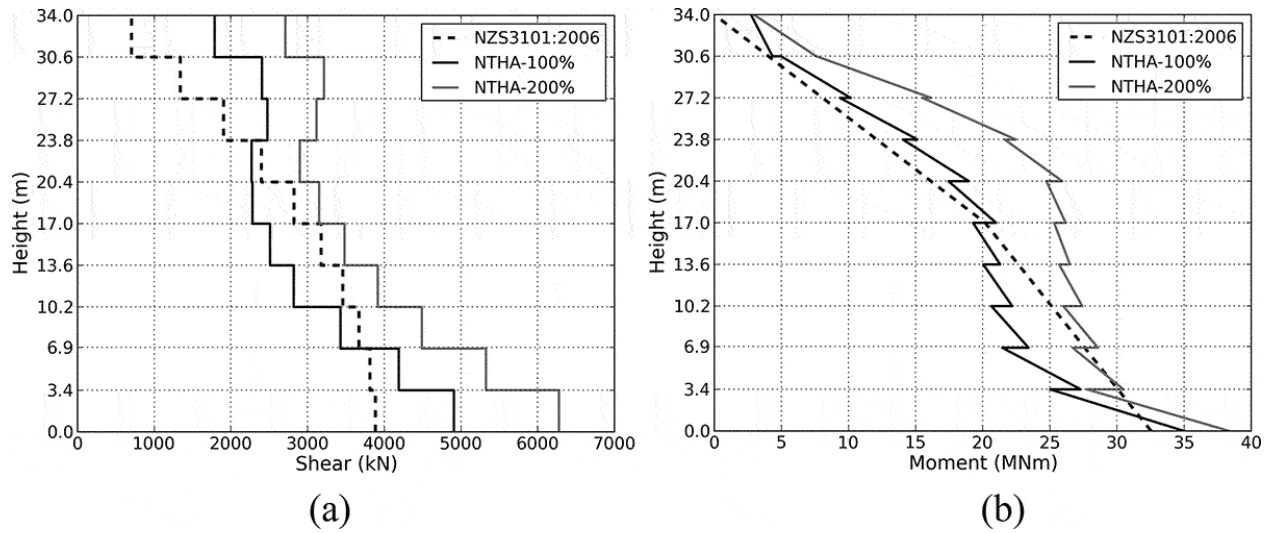 34.0
30.6
27.2
23.8
20.4
17.0
13.6
10.2
6.9
3.4
0.0
Height (m)
NZS3101:2006
NTHA-100%
NTHA-200%
0 1000 2000 3000 4000 5000 6000 7000
Shear (kN)
(a)
34.0
30.6
27.2
23.8
20.4
17.0
13.6
10.2
6.9
3.4
0.0
Height (m)
NZS3101:2006
NTHA-100%
NTHA-200%
0 5 10 15 20 25 30 35 40
Moment (MNm)
(b)